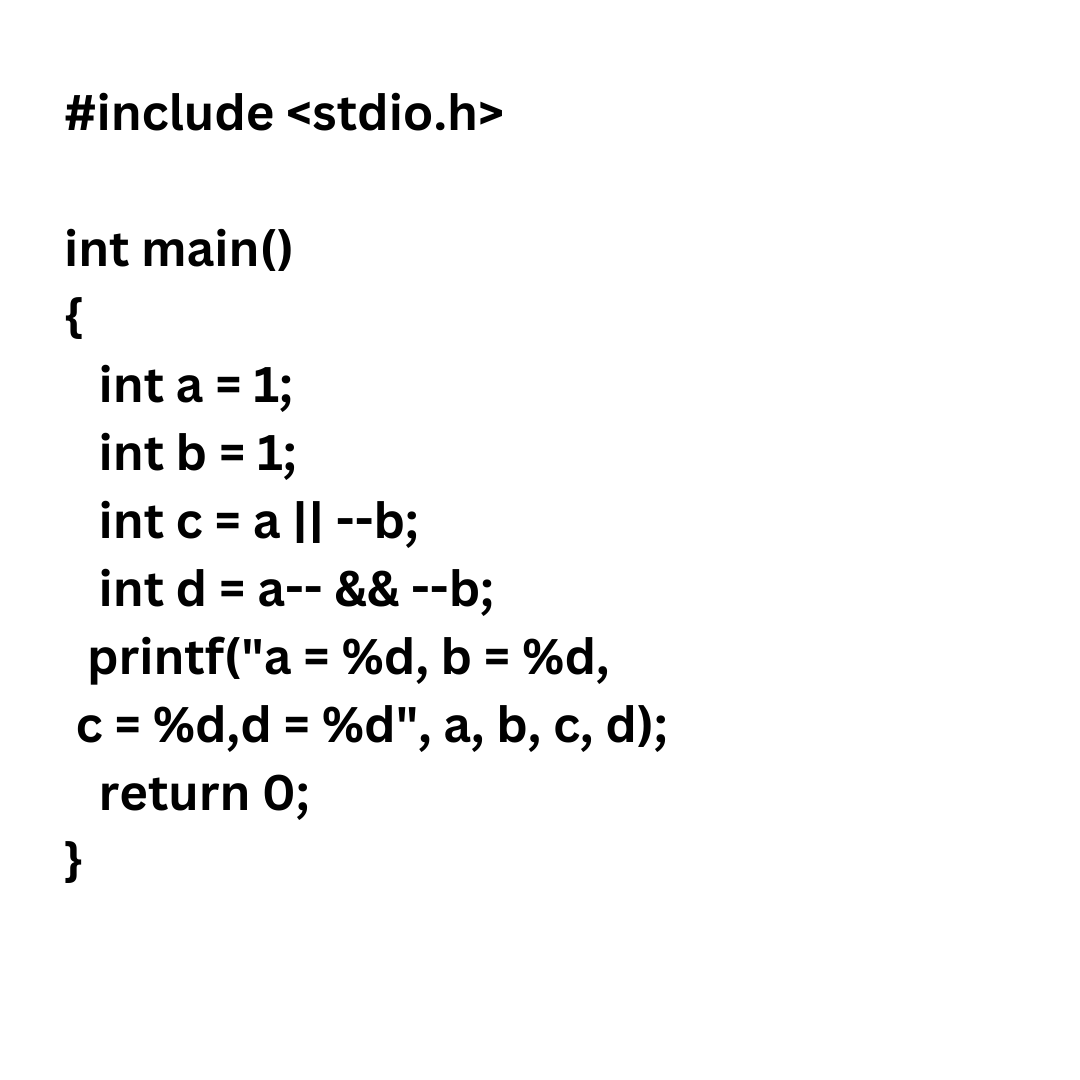 #include <stdio.h>

int main()
{
   int a = 1;
   int b = 1;
   int c = a || --b;
   int d = a-- && --b;
  printf("a = %d, b = %d,
 c = %d,d = %d", a, b, c, d);
   return 0;
}